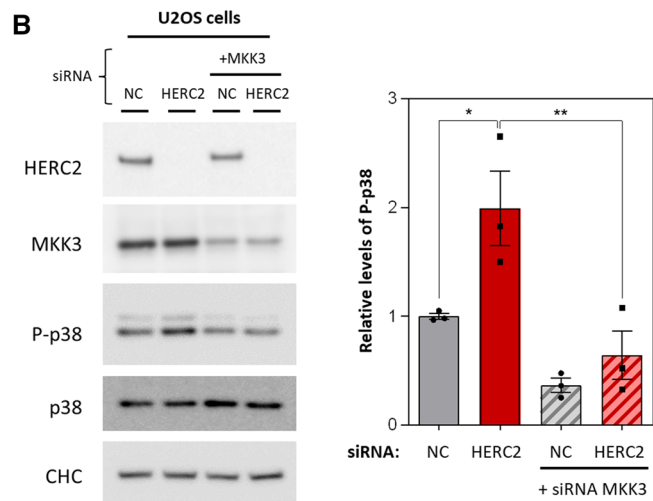 B
U2OS cells
siRNA
+MKK3
NC HERC2 NC HERC2
HERC2
MKK3
P-p38
p38
CHC
Relative levels of P-p38
3
2
1
0
* **
siRNA: NC HERC2 NC HERC2
+ siRNA MKK3